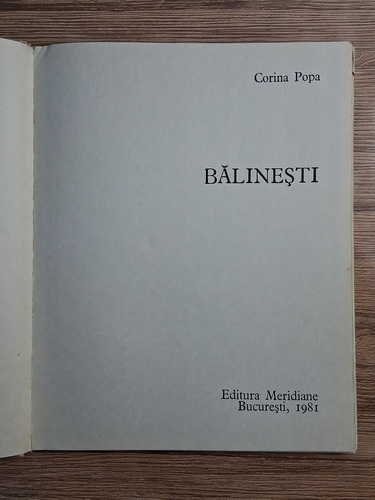 Corina Popa
BĂLINEȘTI
Editura Meridiane
București, 1981